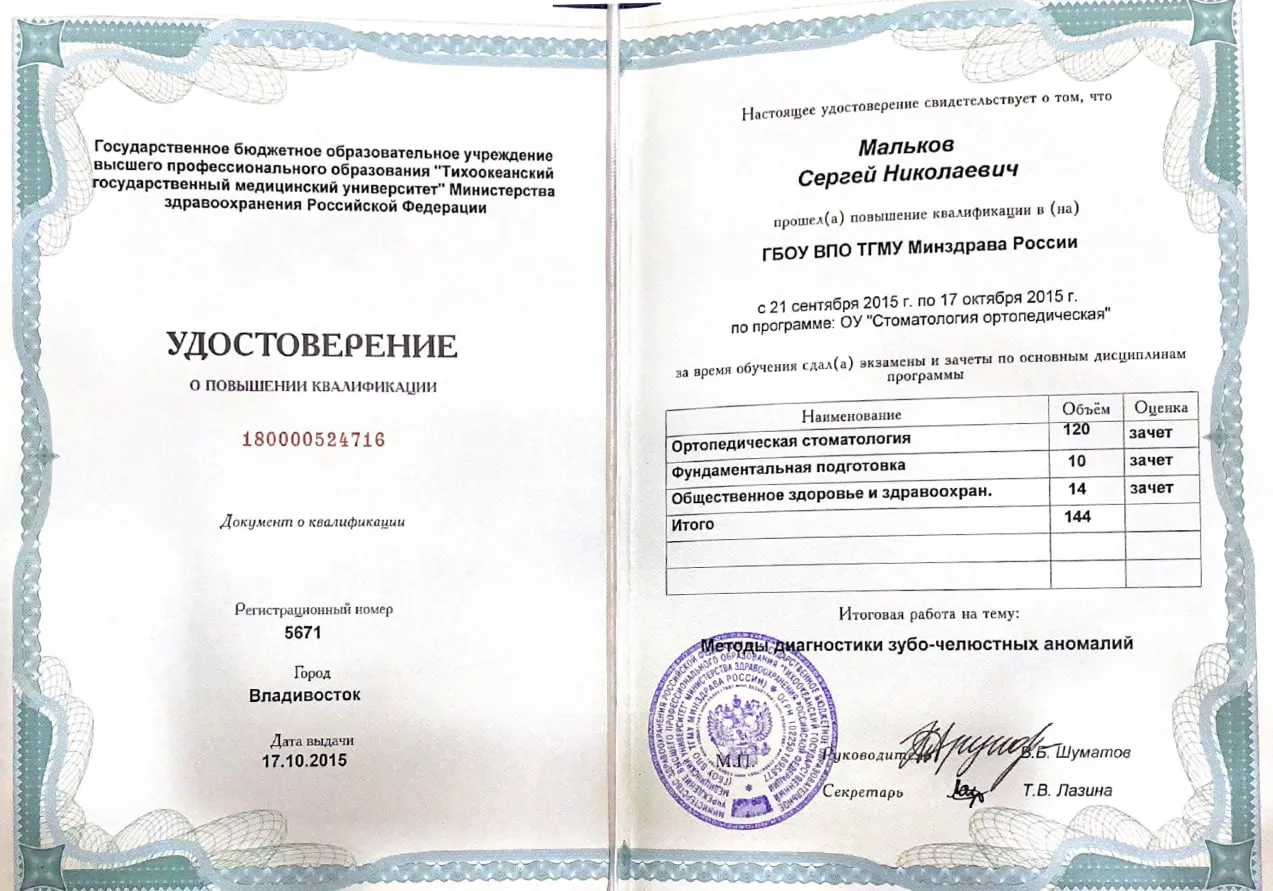 Государственное бюджетное образовательное учреждение
высшего профессионального образования "Тихоокеанский
государственный медицинский университет" Министерства
здравоохранения Российской Федерации
УДОСТОВЕРЕНИЕ
О ПОВЫШЕНИИ КВАЛИФИКАЦИИ
180000524716
Документ о квалификации
Регистрационный номер
5671
Город
Владивосток
Дата выдачи
17.10.2015
Настоящее удостоверение свидетельствует о том, что
Мальков
Сергей Николаевич
прошел(а) повышение квалификации в (на)
ГБОУ ВПО ТГМУ Минздрава России
с 21 сентября 2015 г. по 17 октября 2015 г.
по программе: ОУ "Стоматология ортопедическая"
за время обучения сдал(а) экзамены и зачеты по основным дисциплинам
программы
Наименование Объём Оценка
Ортопедическая стоматология 120 зачет
Фундаментальная подготовка 10 зачет
Общественное здоровье и здравоохран. 14 зачет
Итого 144
Итоговая работа на тему:
Методы диагностики зубо-челюстных аномалий
М.П.
Руководитель В.Б. Шуматов
Секретарь Т.В. Лазина